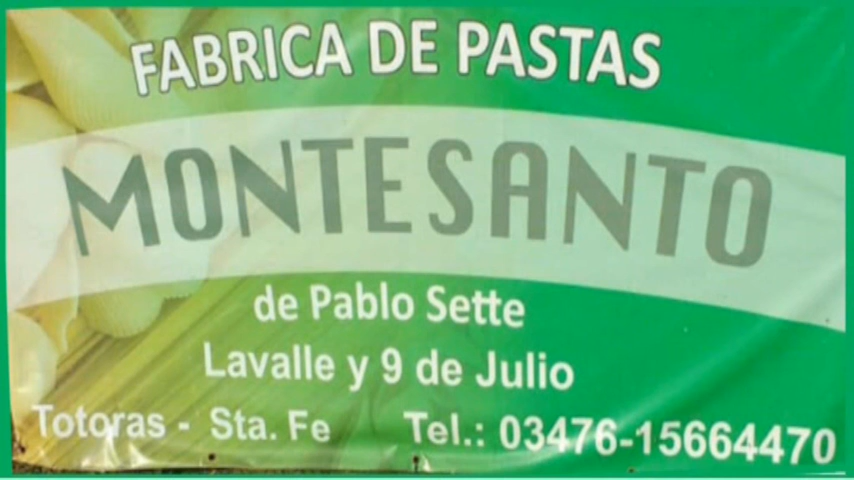 FABRICA DE PASTAS
MONTESANTO
de Pablo Sette
Lavalle y 9 de Julio
Totoras - Sta. Fe Tel.: 03476-15664470